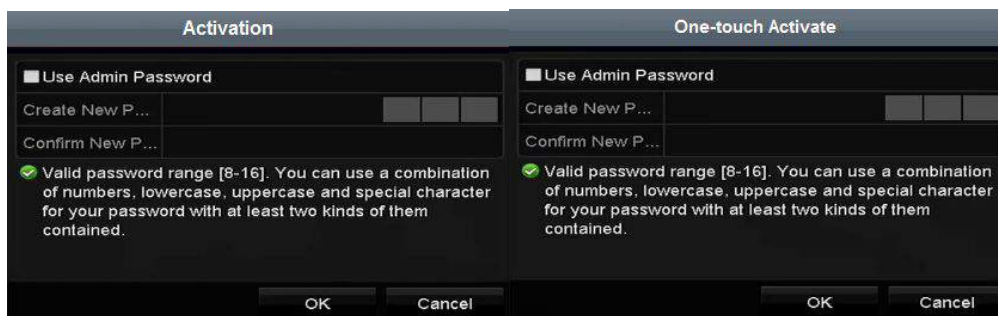 Activation
Use Admin Password
Create New P...
Confirm New P...
Valid password range [8-16]. You can use a combination
of numbers, lowercase, uppercase and special character
for your password with at least two kinds of them
contained.
OK
Cancel
One-touch Activate
Use Admin Password
Create New P...
Confirm New P...
Valid password range [8-16]. You can use a combination
of numbers, lowercase, uppercase and special character
for your password with at least two kinds of them
contained.
OK
Cancel